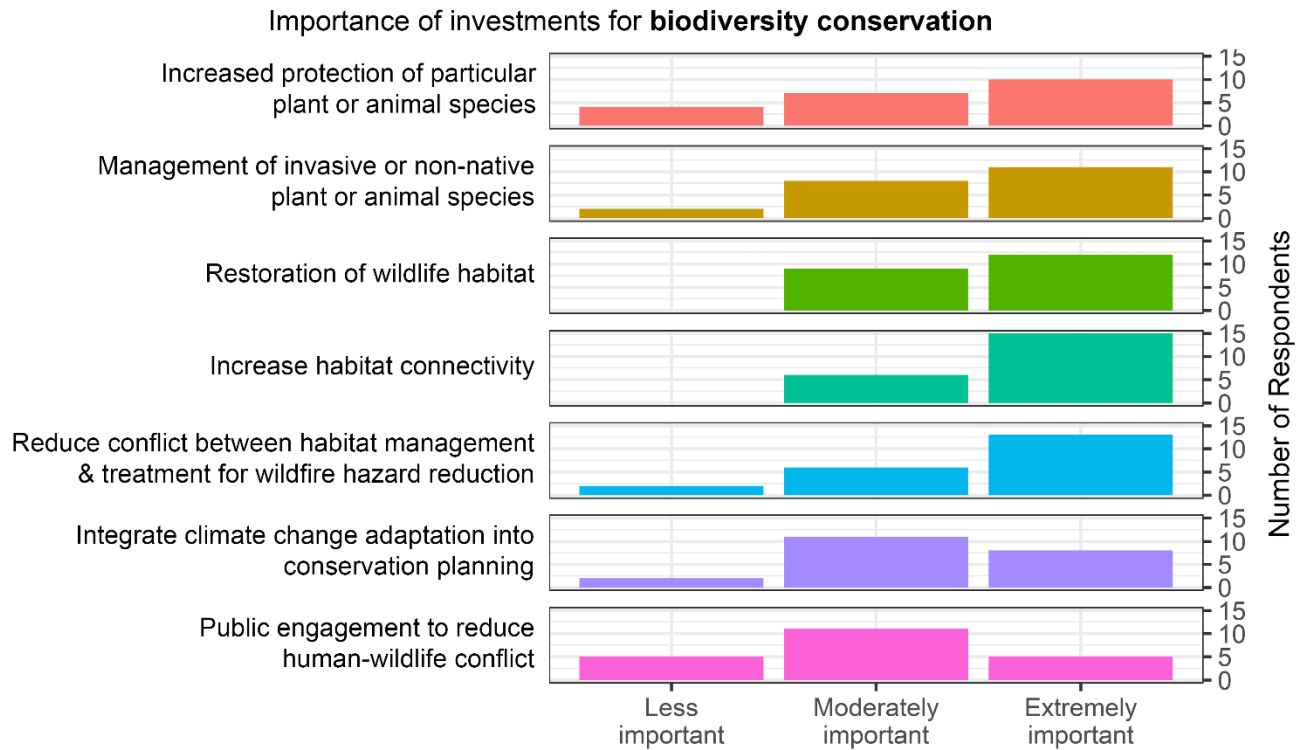 Importance of investments for biodiversity conservation
Increased protection of particular
plant or animal species
15
10
5
0
Management of invasive or non-native
plant or animal species
15
10
5
0
Restoration of wildlife habitat
15
10
5
0
Increase habitat connectivity
15
10
5
0
Reduce conflict between habitat management
& treatment for wildfire hazard reduction
15
10
5
0
Integrate climate change adaptation into
conservation planning
15
10
5
0
Public engagement to reduce
human-wildlife conflict
15
10
5
0
Number of Respondents
Less
important
Moderately
important
Extremely
important